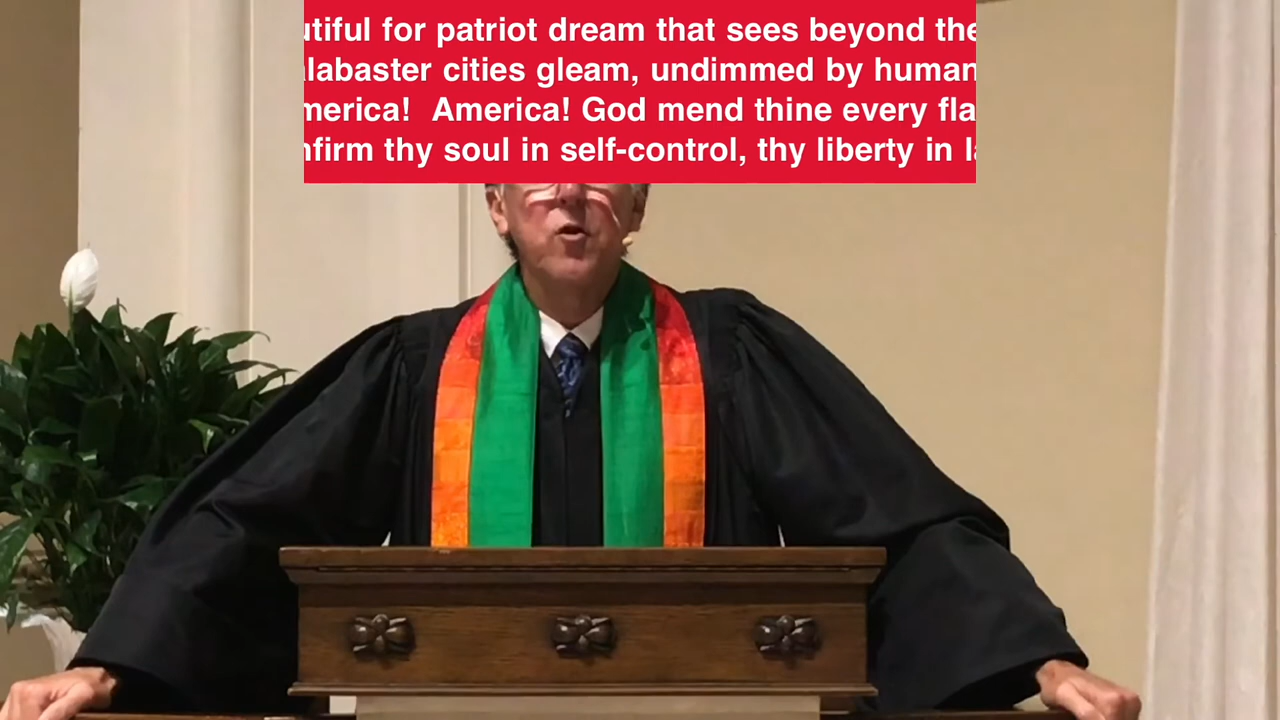 utiful for patriot dream that sees beyond the
labaster cities gleam, undimmed by human
merica!  America! God mend thine every fla
nfirm thy soul in self-control, thy liberty in la